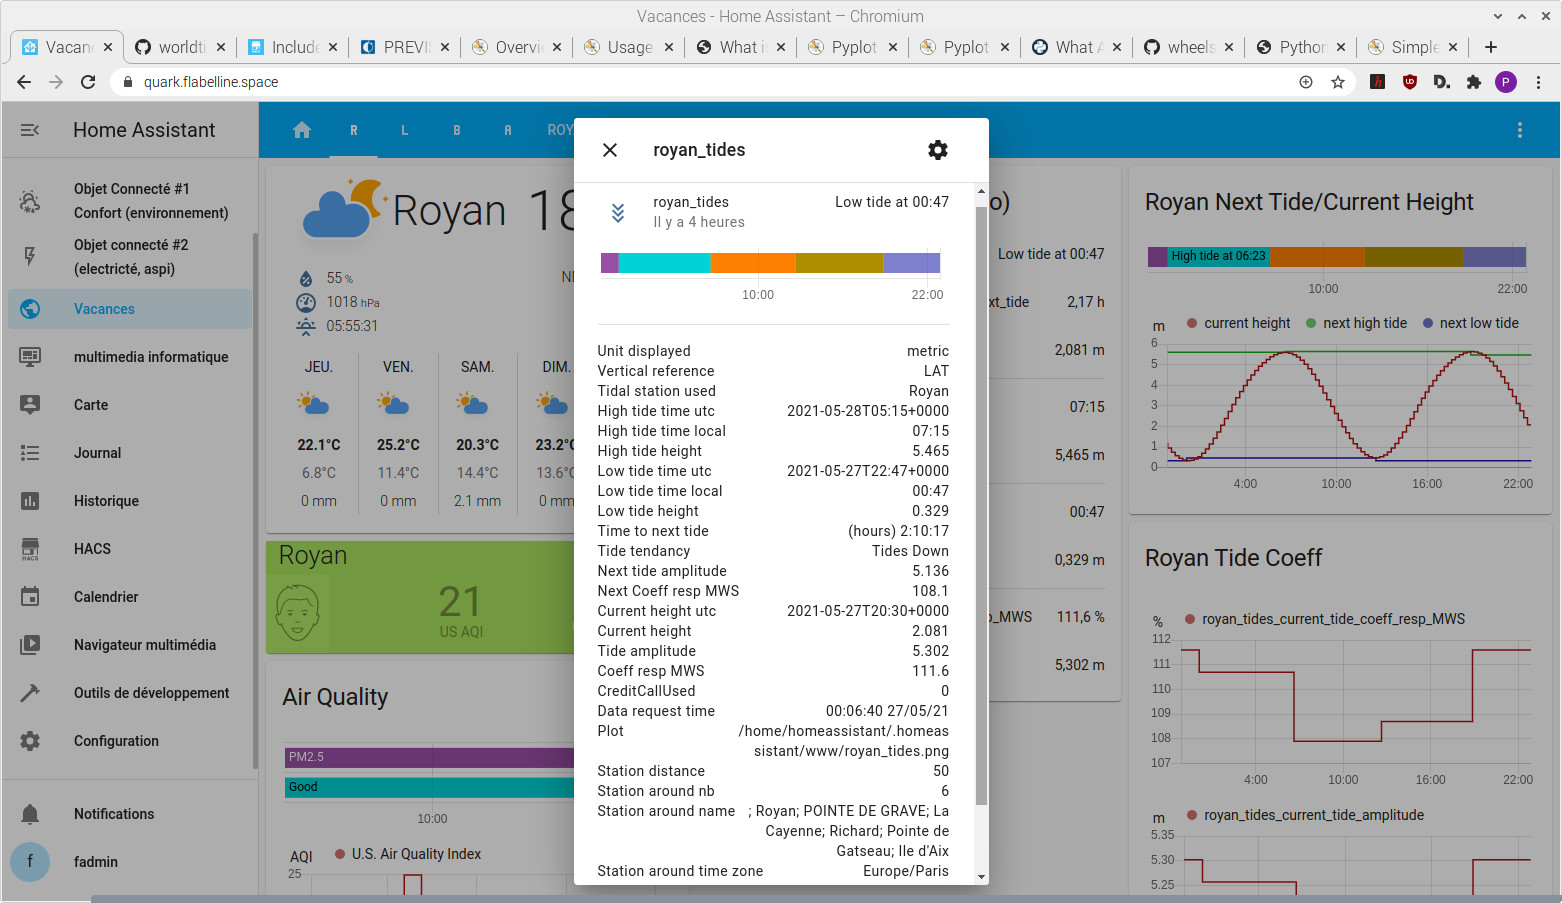 Vacances - Home Assistant – Chromium
Vacanc
worldti
Include
PREVI
Overvi
Usage
What i
Pyplot
Pyplot
What A
wheels
Python
Simple
quark.flabelline.space
P
Home Assistant
Objet Connecté #1
Confort (environnement)
Objet connecté #2
(electricté, aspi)
Vacances
multimedia informatique
Carte
Journal
Historique
HACS
Calendrier
Navigateur multimédia
Outils de développement
Configuration
Notifications
f
fadmin
R L B A ROY
Royan 18
55 %
1018 hPa
05:55:31
JEU. VEN. SAM. DIM.
22.1°C 25.2°C 20.3°C 23.2°C
6.8°C 11.4°C 14.4°C 13.6°C
0 mm 0 mm 2.1 mm 0 mm
Royan
21
US AQI
Air Quality
PM2.5
Good
10:00
AQI
U.S. Air Quality Index
25
royan_tides
royan_tides Low tide at 00:47
Il y a 4 heures
10:00 22:00
Unit displayed metric
Vertical reference LAT
Tidal station used Royan
High tide time utc 2021-05-28T05:15+0000
High tide time local 07:15
High tide height 5.465
Low tide time utc 2021-05-27T22:47+0000
Low tide time local 00:47
Low tide height 0.329
Time to next tide (hours) 2:10:17
Tide tendancy Tides Down
Next tide amplitude 5.136
Next Coeff resp MWS 108.1
Current height utc 2021-05-27T20:30+0000
Current height 2.081
Tide amplitude 5.302
Coeff resp MWS 111.6
CreditCallUsed 0
Data request time 00:06:40 27/05/21
Plot /home/homeassistant/.homeas
sistant/www/royan_tides.png
Station distance 50
Station around nb 6
Station around name ; Royan; POINTE DE GRAVE; La
Cayenne; Richard; Pointe de
Gatseau; Ile d'Aix
Station around time zone Europe/Paris
o)
Low tide at 00:47
xt_tide 2,17 h
2,081 m
07:15
5,465 m
00:47
0,329 m
o_MWS 111,6 %
5,302 m
Royan Next Tide/Current Height
High tide at 06:23
10:00 22:00
m
current height next high tide next low tide
6
5
4
3
2
1
0
4:00 10:00 16:00 22:00
Royan Tide Coeff
%
royan_tides_current_tide_coeff_resp_MWS
112
111
110
109
108
107
4:00 10:00 16:00 22:00
m
royan_tides_current_tide_amplitude
5.35
5.30
5.25